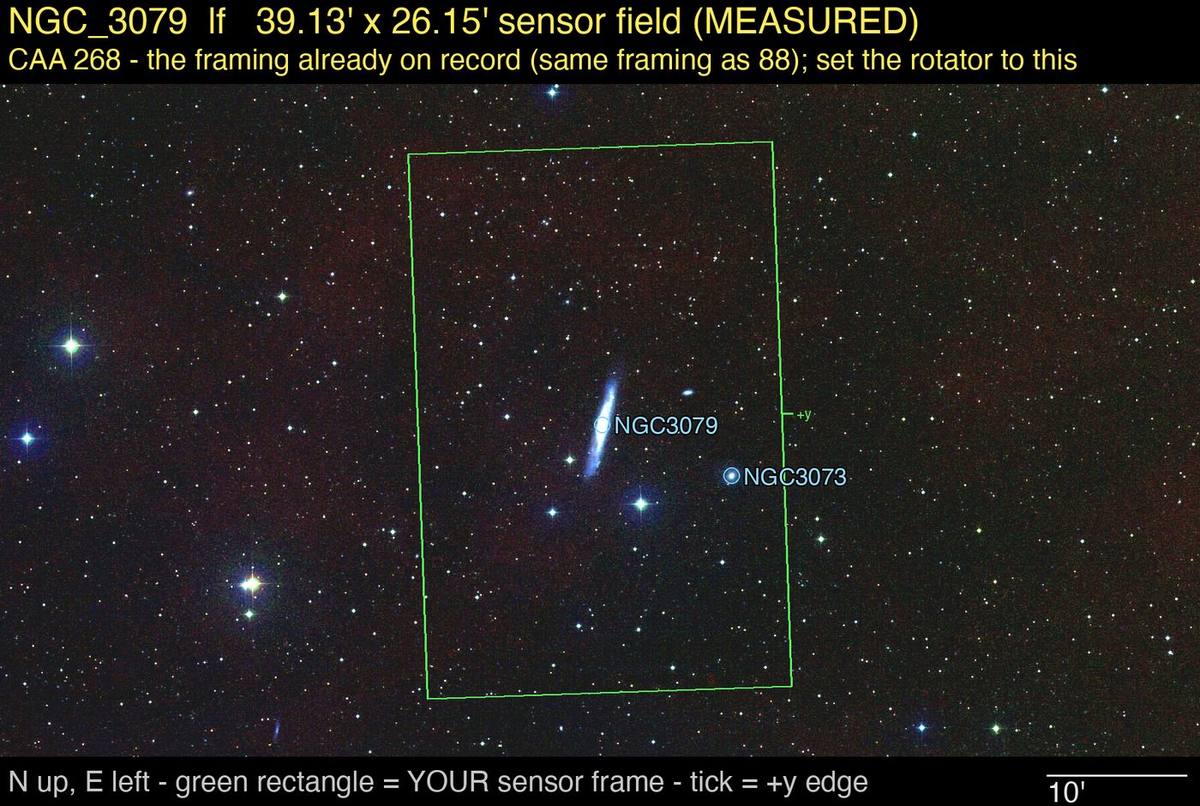 NGC_3079 lf 39.13' x 26.15' sensor field (MEASURED)
CAA 268 - the framing already on record (same framing as 88); set the rotator to this
+y
NGC3079
NGC3073
N up, E left - green rectangle = YOUR sensor frame - tick = +y edge
10'